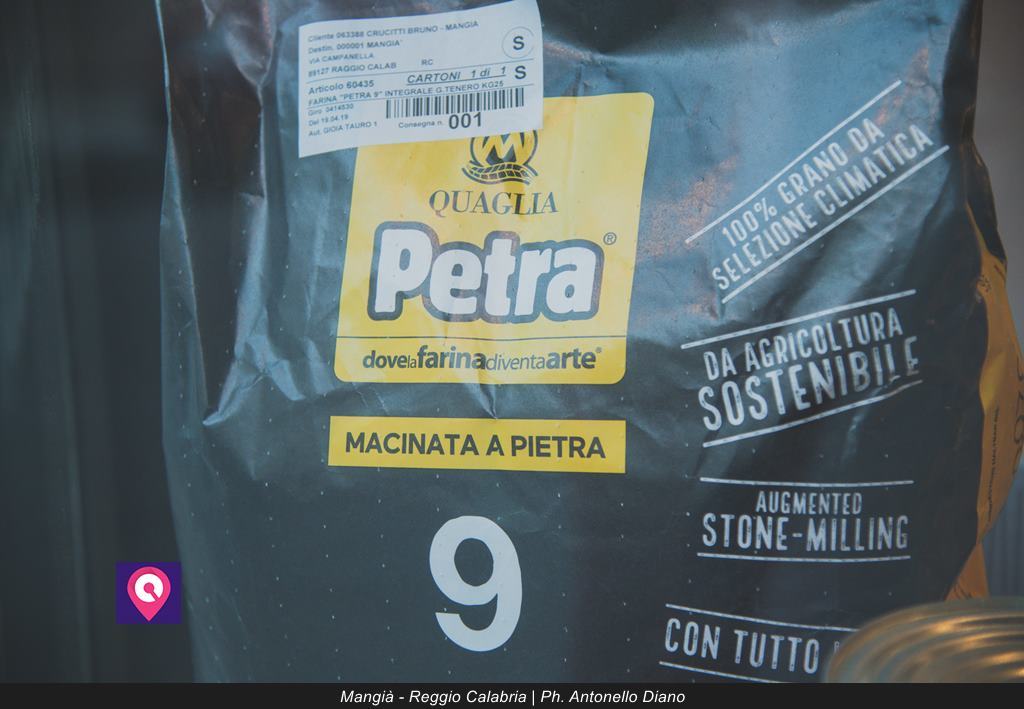 Cliente 063388 CRUCITTI BRUNO - MANGIA
Destin. 000001 MANGIA'
VIA CAMPANELLA
89127 RAGGIO CALAB RC
Articolo 60435 CARTONI 1 di 1 S
S
FARINA "PETRA 9" INTEGRALE G.TENERO KG25
Giro 0414530
Del 19.04.19
Aut. GIOIA TAURO 1 Consegna n. 001
QUAGLIA
Petra®
dovelafarinadiventaarte®
MACINATA A PIETRA
9
100% GRANO DA
SELEZIONE CLIMATICA
DA AGRICOLTURA
SOSTENIBILE
AUGMENTED
STONE-MILLING
CON TUTTO
Mangià - Reggio Calabria | Ph. Antonello Diano